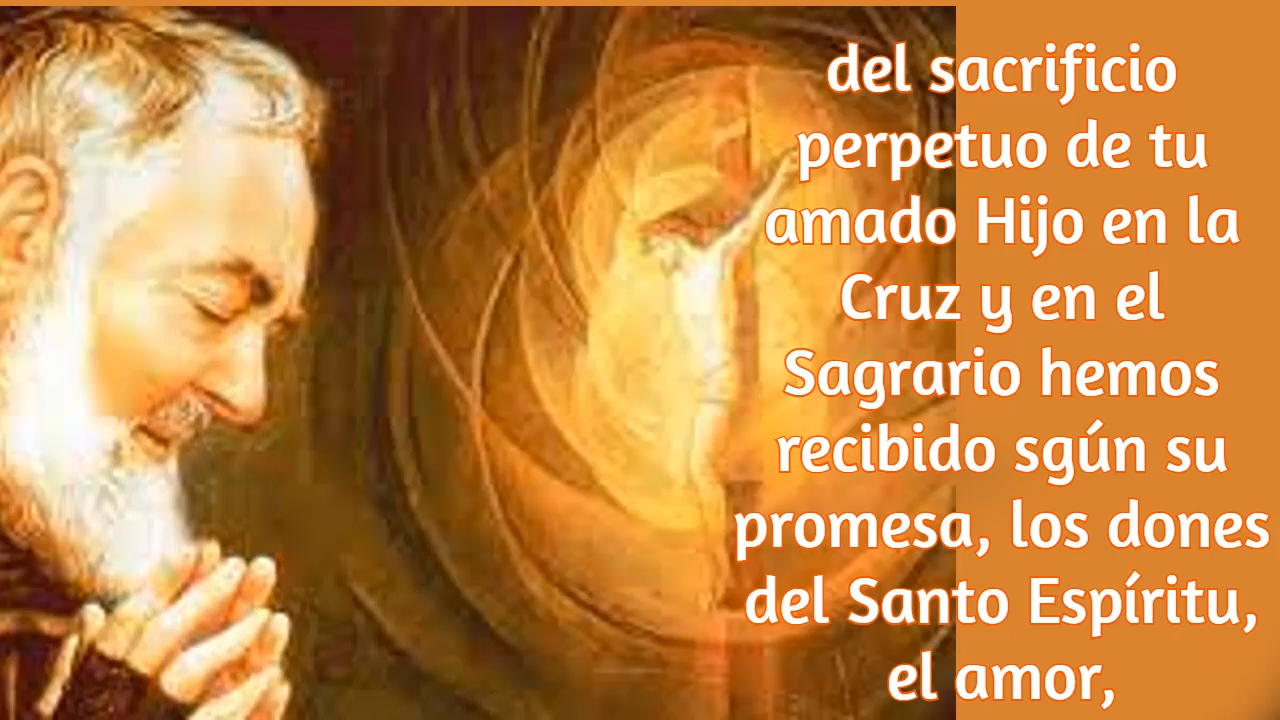 del sacrificio
perpetuo de tu
amado Hijo en la
Cruz y en el
Sagrario hemos
recibido sgún su
promesa, los dones
del Santo Espíritu,
el amor,